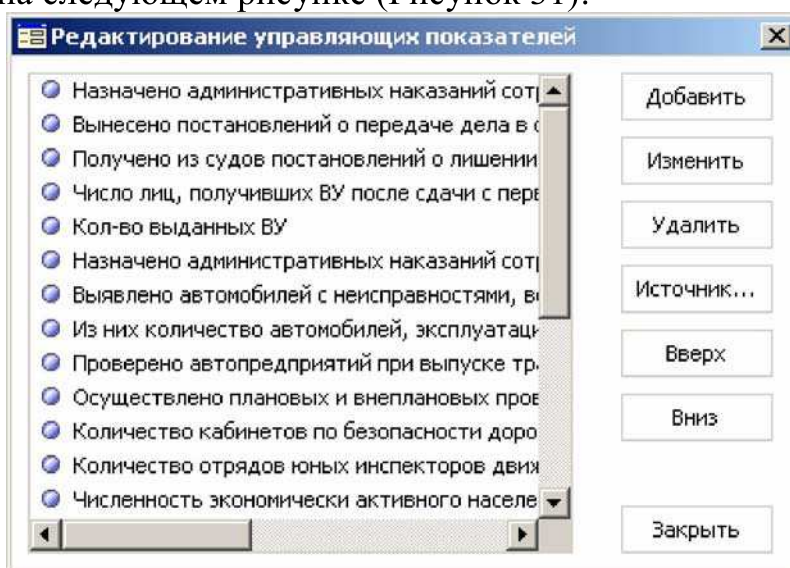 на следующем рисунке (Рисунок 31):
Редактирование управляющих показателей
Назначено административных наказаний сот
Вынесено постановлений о передаче дела в
Получено из судов постановлений о лишении
Число лиц, получивших ВУ после сдачи с пер
Кол-во выданных ВУ
Назначено административных наказаний сот
Выявлено автомобилей с неисправностями, в
Из них количество автомобилей, эксплуатаци
Проверено автопредприятий при выпуске тр
Осуществлено плановых и внеплановых пров
Количество кабинетов по безопасности доро
Количество отрядов юных инспекторов движ
Численность экономически активного населе
Добавить
Изменить
Удалить
Источник...
Вверх
Вниз
Закрыть